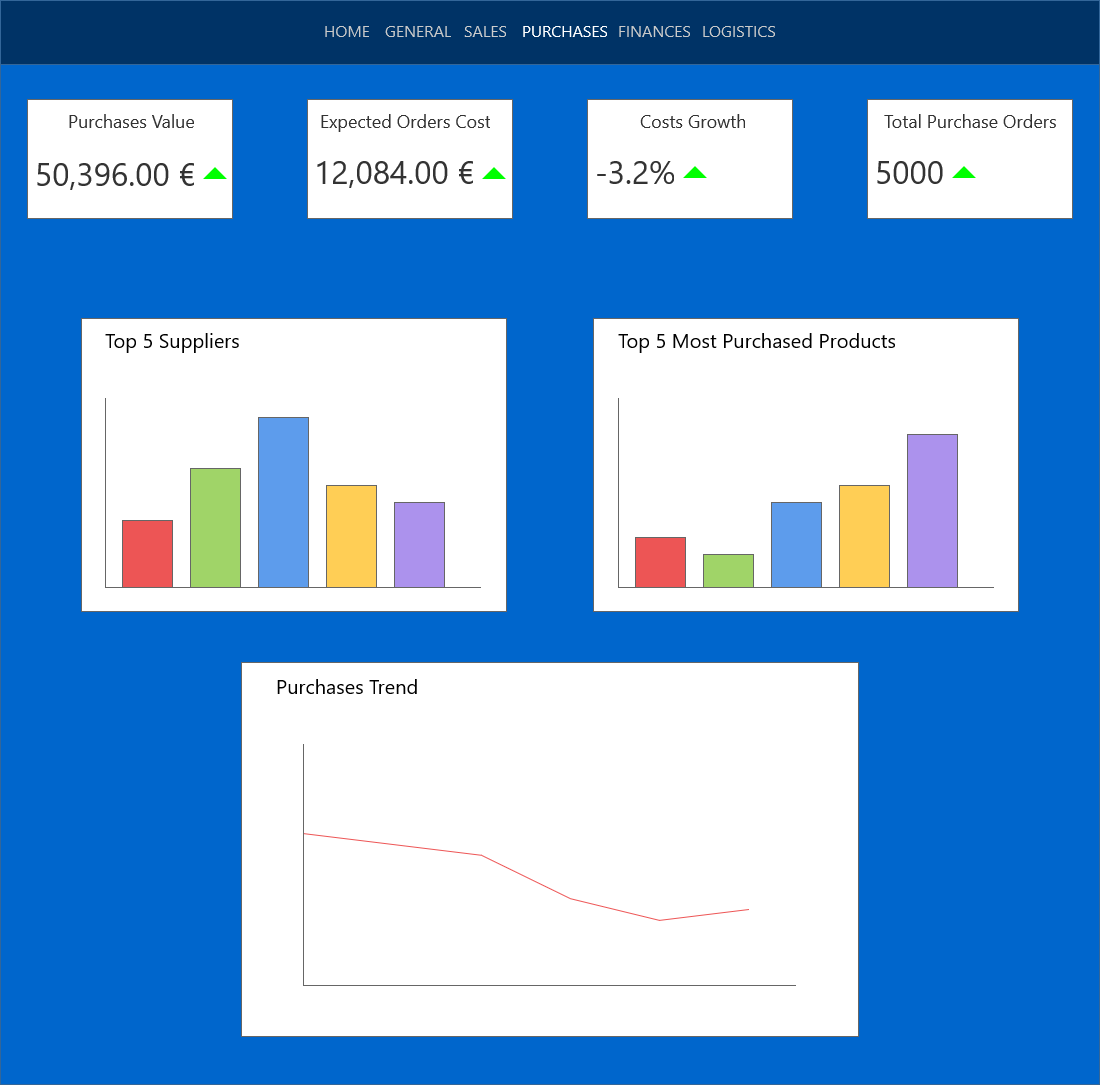 HOME GENERAL SALES PURCHASES FINANCES LOGISTICS
Purchases Value
50,396.00 €
Expected Orders Cost
12,084.00 €
Costs Growth
-3.2%
Total Purchase Orders
5000
Top 5 Suppliers
Top 5 Most Purchased Products
Purchases Trend